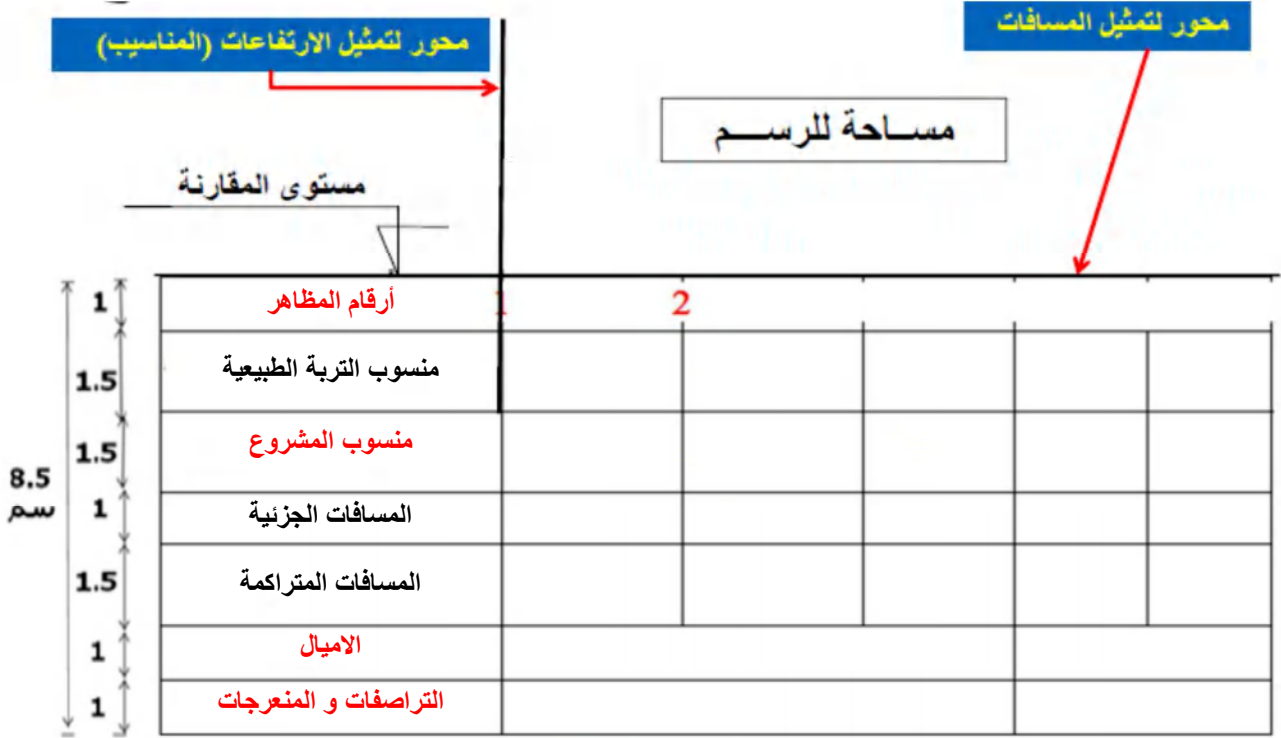 محور لتمثيل المسافات
محور لتمثيل الارتفاعات (المناسيب)
مساحة للرسم
مستوى المقارنة
أرقام المظاهر
1
1
2
منسوب التربة الطبيعية
1.5
منسوب المشروع
1.5
8.5
سم
المسافات الجزئية
1
المسافات المتراكمة
1.5
الاميال
1
التراصفات و المنعرجات
1